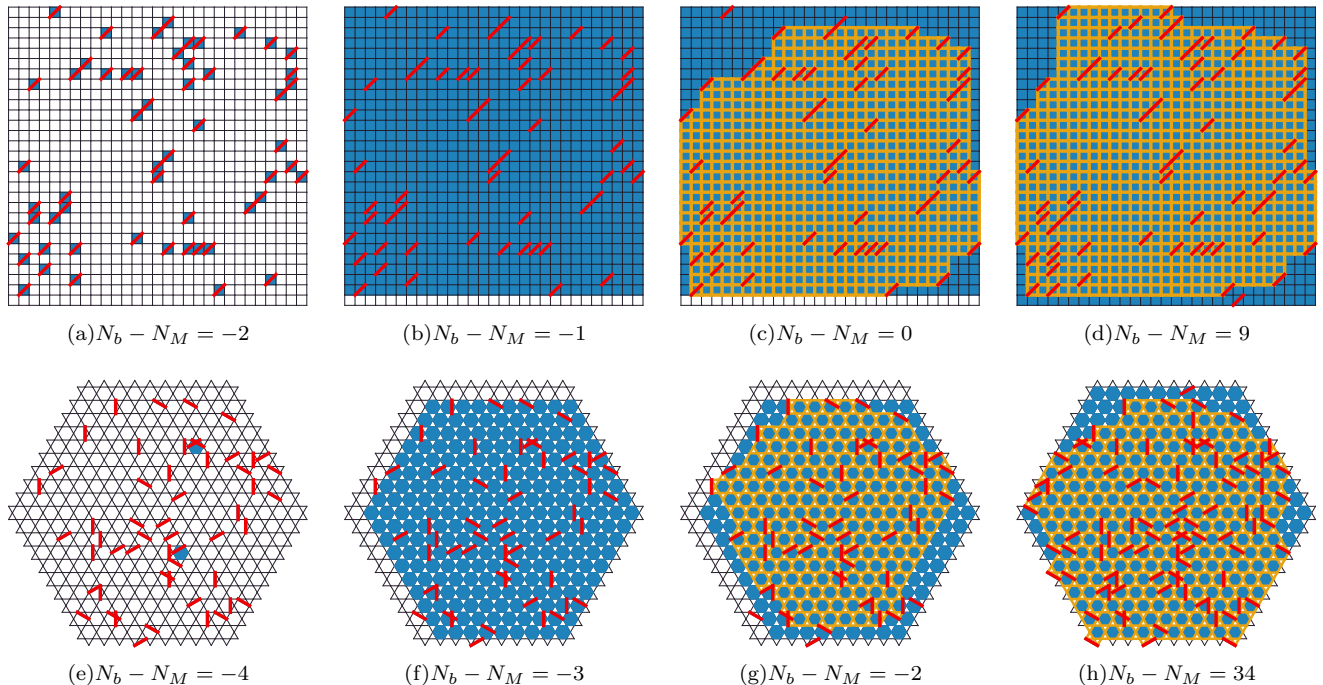 (a)N_b − N_M = −2
(b)N_b − N_M = −1
(c)N_b − N_M = 0
(d)N_b − N_M = 9
(e)N_b − N_M = −4
(f)N_b − N_M = −3
(g)N_b − N_M = −2
(h)N_b − N_M = 34